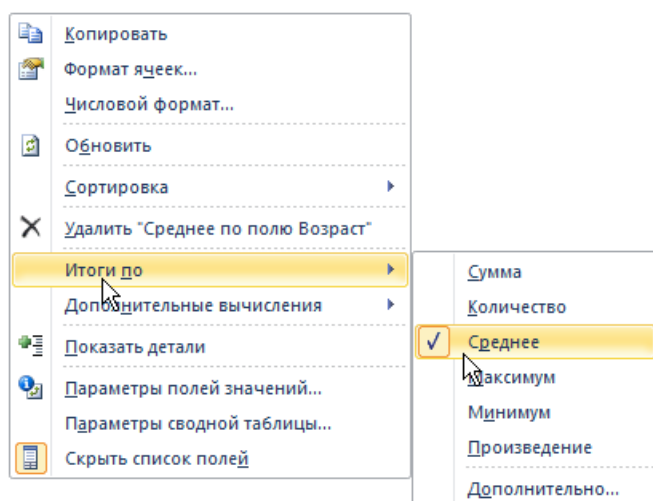 Копировать
Формат ячеек...
Числовой формат...
Обновить
Сортировка
Удалить "Среднее по полю Возраст"
Итоги по
Дополнительные вычисления
Показать детали
Параметры полей значений...
Параметры сводной таблицы...
Скрыть список полей
Сумма
Количество
Среднее
Максимум
Минимум
Произведение
Дополнительно...